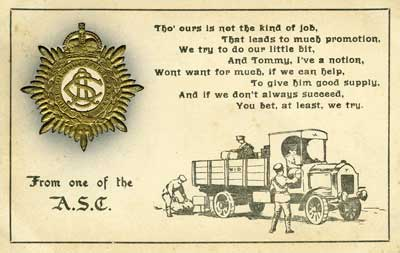 Tho' ours is not the kind of job,
That leads to much promotion,
We try to do our little bit,
And Tommy, I've a notion,
Wont want for much, if we can help,
To give him good supply,
And if we don't always succeed,
You bet, at least, we try.
From one of the
A.S.C.
W D